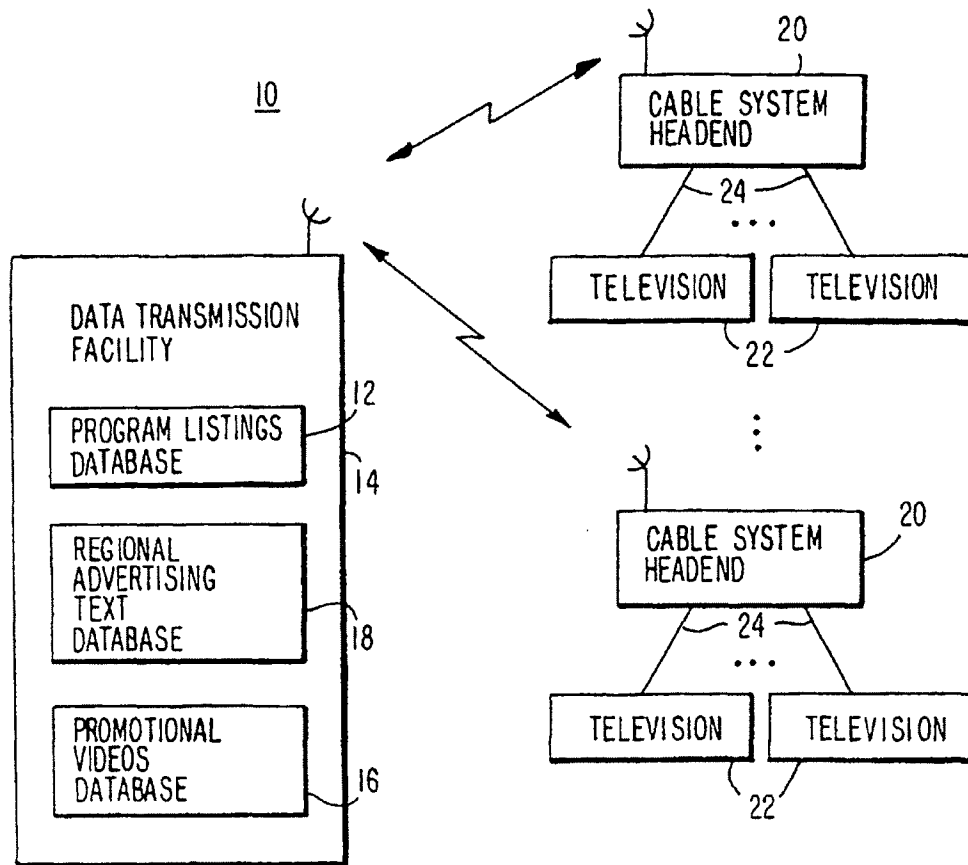 10
DATA TRANSMISSION
FACILITY
12
PROGRAM LISTINGS
DATABASE
14
REGIONAL
ADVERTISING
TEXT
DATABASE
18
PROMOTIONAL
VIDEOS
DATABASE
16
20
CABLE SYSTEM
HEADEND
24
TELEVISION
TELEVISION
22
20
CABLE SYSTEM
HEADEND
24
TELEVISION
TELEVISION
22